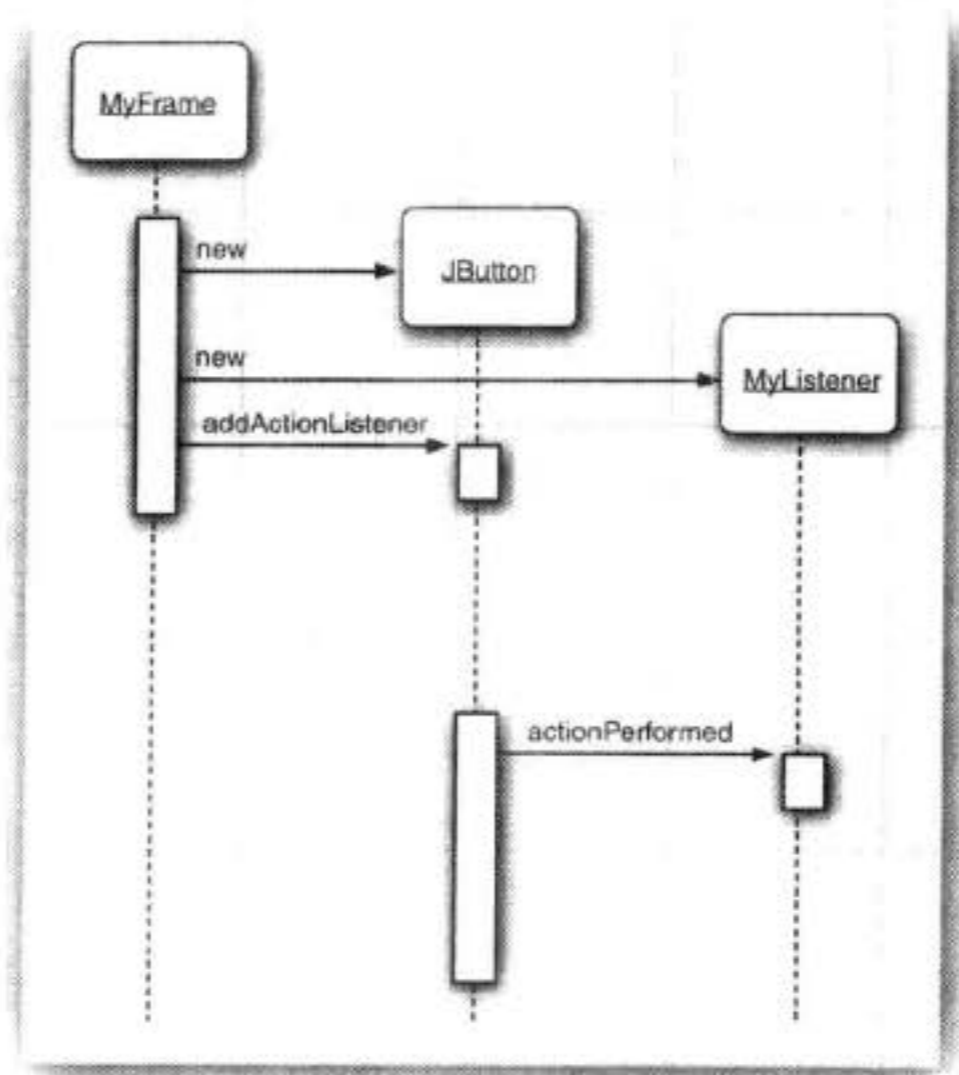 MyFrame
new
JButton
new
MyListener
addActionListener
actionPerformed